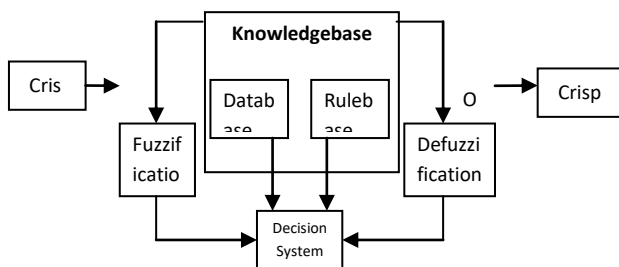 Knowledgebase
Cris
Datab
ase
Ruleb
ase
O
Crisp
Fuzzif
icatio
Defuzzi
fication
Decision
System